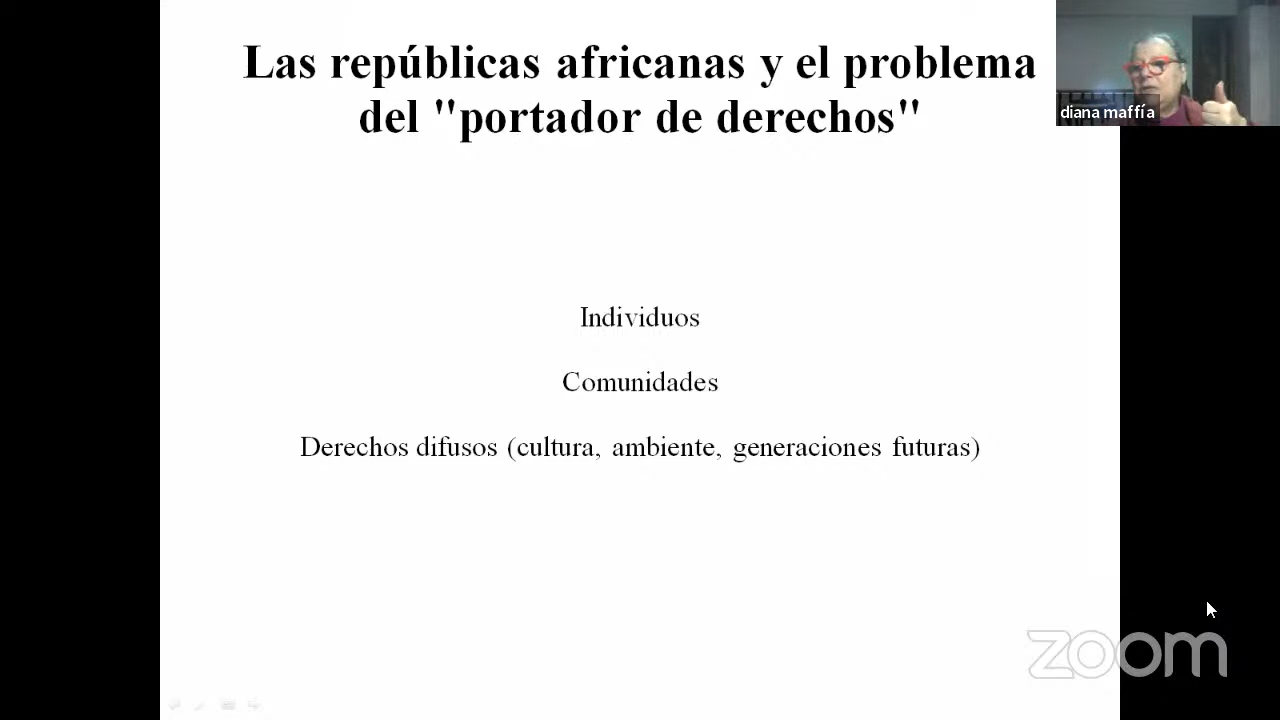 Las repúblicas africanas y el problema
del "portador de derechos"
diana maffía
Individuos
Comunidades
Derechos difusos (cultura, ambiente, generaciones futuras)
zoom